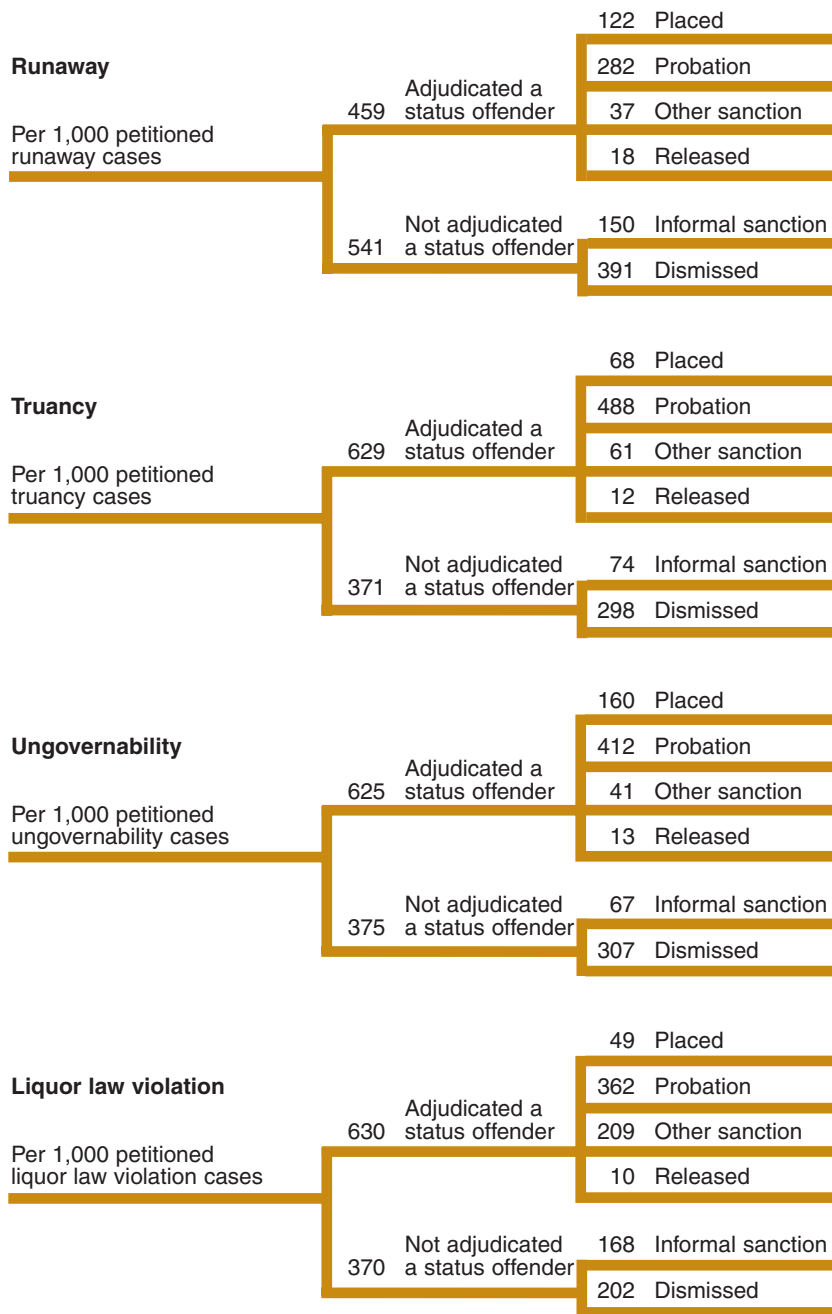 122 Placed
Runaway
282 Probation
Adjudicated a
459 status offender
37 Other sanction
Per 1,000 petitioned
runaway cases
18 Released
Not adjudicated
541 a status offender
150 Informal sanction
391 Dismissed
68 Placed
Truancy
488 Probation
Adjudicated a
629 status offender
61 Other sanction
Per 1,000 petitioned
truancy cases
12 Released
Not adjudicated
371 a status offender
74 Informal sanction
298 Dismissed
160 Placed
Ungovernability
412 Probation
Adjudicated a
625 status offender
41 Other sanction
Per 1,000 petitioned
ungovernability cases
13 Released
Not adjudicated
375 a status offender
67 Informal sanction
307 Dismissed
49 Placed
Liquor law violation
362 Probation
Adjudicated a
630 status offender
209 Other sanction
Per 1,000 petitioned
liquor law violation cases
10 Released
Not adjudicated
370 a status offender
168 Informal sanction
202 Dismissed